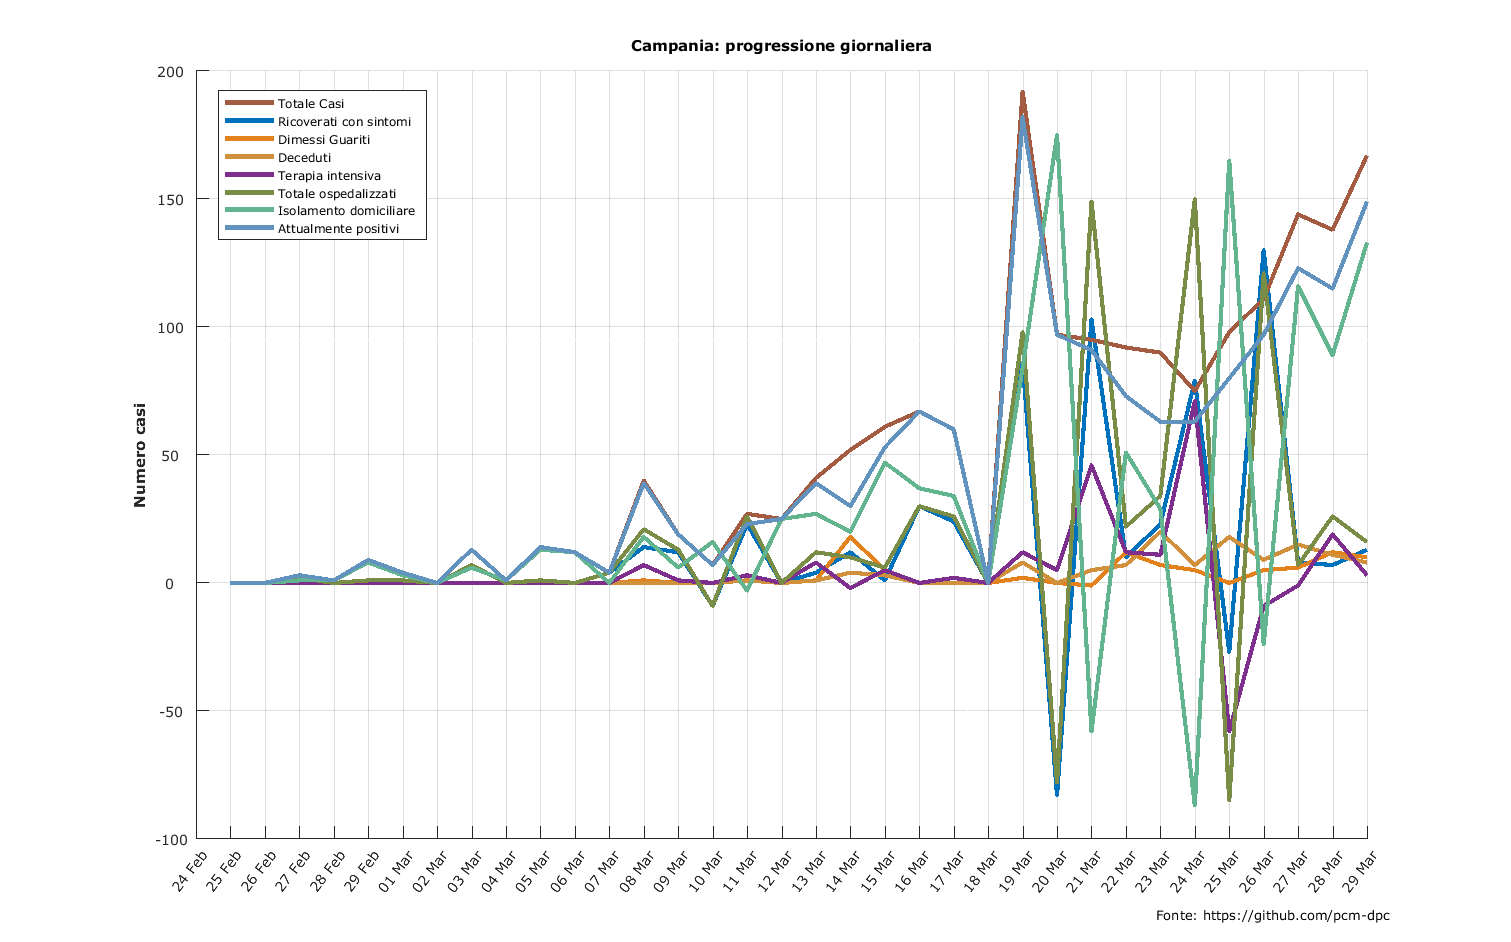 Campania: progressione giornaliera
200
150
100
50
0
-50
-100
Numero casi
Totale Casi
Ricoverati con sintomi
Dimessi Guariti
Deceduti
Terapia intensiva
Totale ospedalizzati
Isolamento domiciliare
Attualmente positivi
24 Feb
25 Feb
26 Feb
27 Feb
28 Feb
29 Feb
01 Mar
02 Mar
03 Mar
04 Mar
05 Mar
06 Mar
07 Mar
08 Mar
09 Mar
10 Mar
11 Mar
12 Mar
13 Mar
14 Mar
15 Mar
16 Mar
17 Mar
18 Mar
19 Mar
20 Mar
21 Mar
22 Mar
23 Mar
24 Mar
25 Mar
26 Mar
27 Mar
28 Mar
29 Mar
Fonte: https://github.com/pcm-dpc